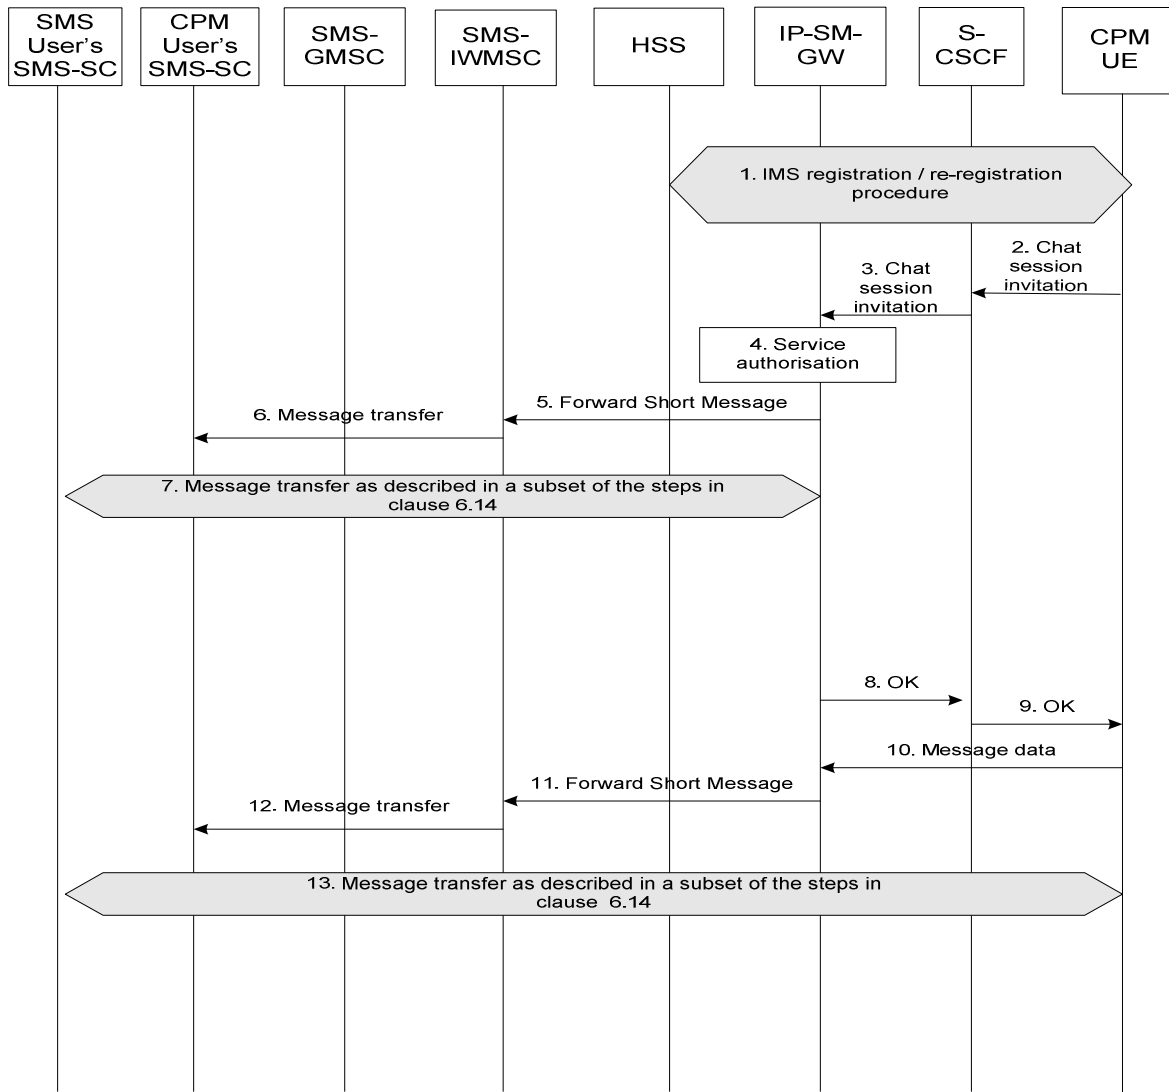 SMS
User's
SMS-SC
CPM
User's
SMS-SC
SMS-
GMSC
SMS-
IWMSC
HSS
IP-SM-
GW
S-
CSCF
CPM
UE
1. IMS registration / re-registration
procedure
2. Chat
session
invitation
3. Chat
session
invitation
4. Service
authorisation
5. Forward Short Message
6. Message transfer
7. Message transfer as described in a subset of the steps in
clause 6.14
8. OK
9. OK
10. Message data
11. Forward Short Message
12. Message transfer
13. Message transfer as described in a subset of the steps in
clause 6.14